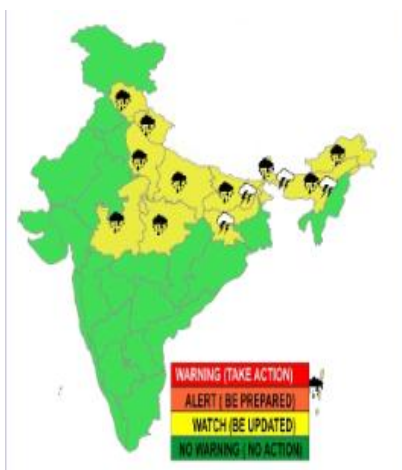 WARNING (TAKE ACTION)
ALERT ( BE PREPARED)
WATCH (BE UPDATED)
NO WARNING ( NO ACTION)